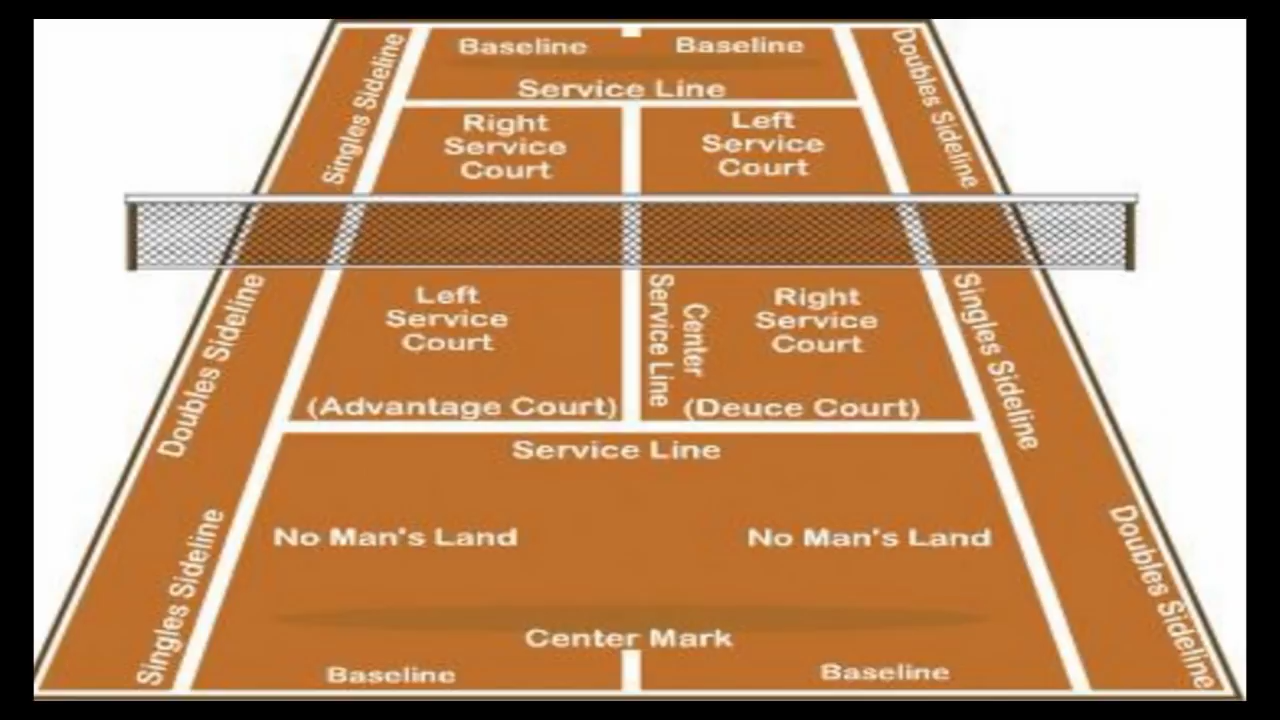 Baseline
Baseline
Singles Sideline
Doubles Sideline
Service Line
Right
Service
Court
Left
Service
Court
Doubles Sideline
Left
Service
Court
Center
Service Line
Right
Service
Court
Singles Sideline
(Advantage Court)
(Deuce Court)
Service Line
No Man's Land
No Man's Land
Singles Sideline
Doubles Sideline
Center Mark
Baseline
Baseline